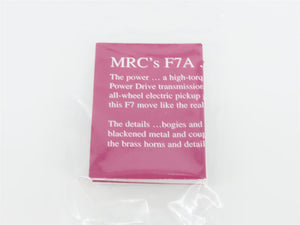 MRC's F7A
The power ... a high-torq
Power Drive transmission
all-wheel electric pickup
this F7 move like the real
The details ...bogies and
blackened metal and coup
the brass horns and detail